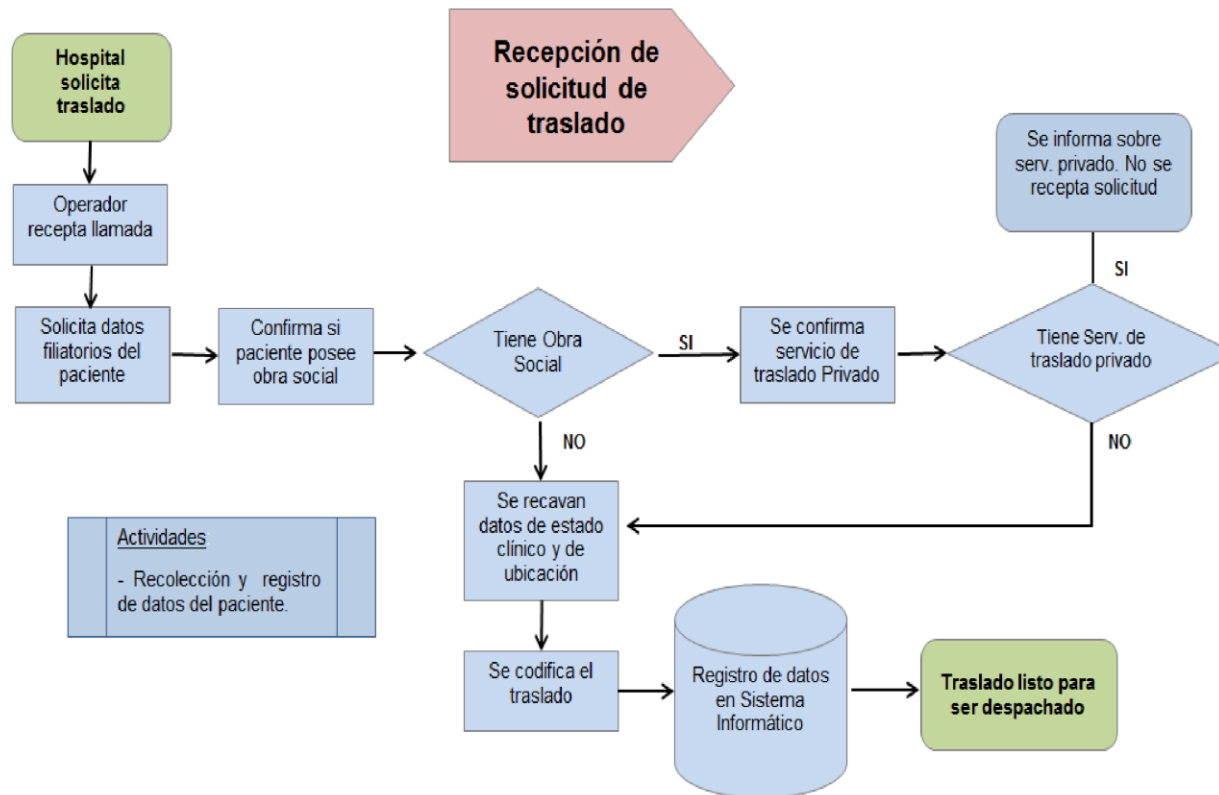 Recepción de
solicitud de
traslado
Hospital
solicita
traslado
Operador
recepta llamada
Solicita datos
filiatorios del
paciente
Confirma si
paciente posee
obra social
Tiene Obra
Social
SI
Se confirma
servicio de
traslado Privado
Tiene Serv. de
traslado privado
SI
Se informa sobre
serv. privado. No se
recepta solicitud
NO
NO
Se recavan
datos de estado
clínico y de
ubicación
Actividades
- Recolección y registro
de datos del paciente.
Se codifica el
traslado
Registro de datos
en Sistema
Informático
Traslado listo para
ser despachado